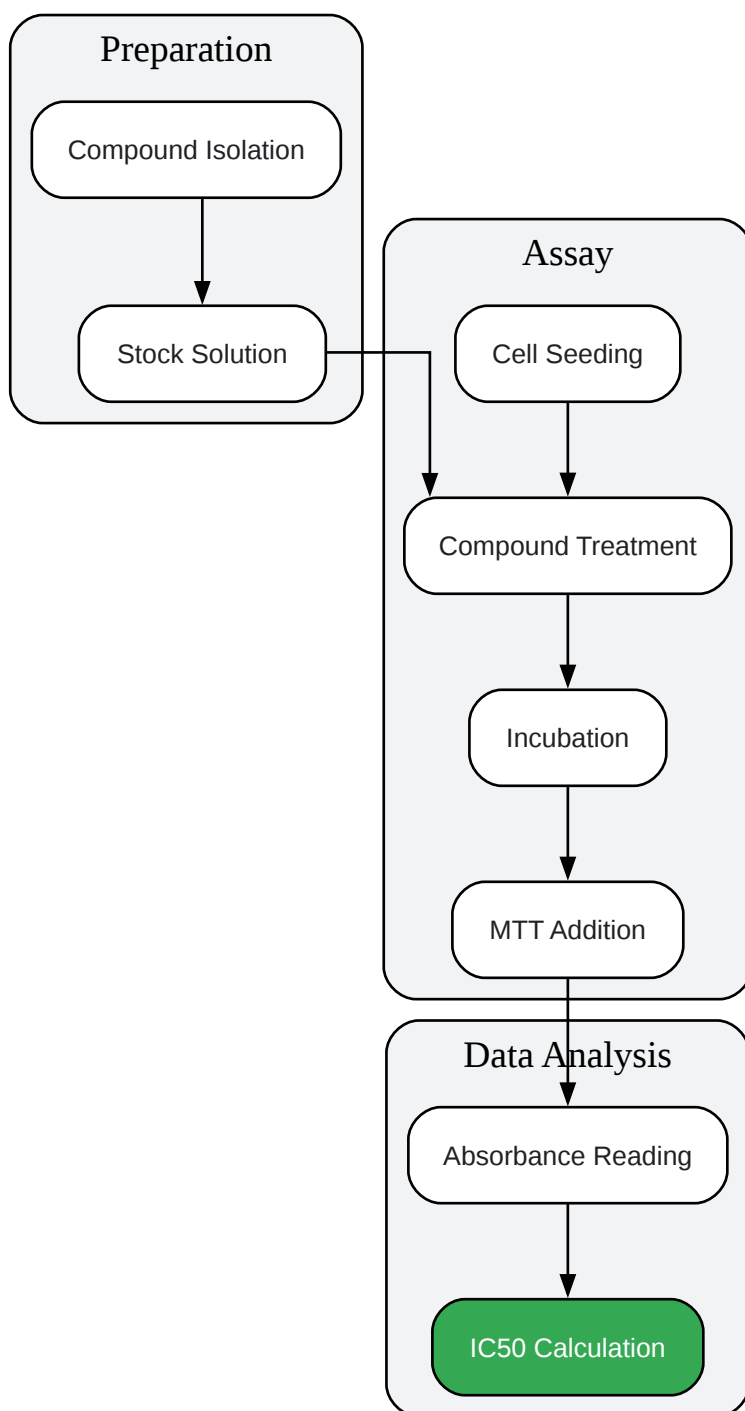 Preparation
Compound Isolation
Stock Solution
Assay
Cell Seeding
Compound Treatment
Incubation
MTT Addition
Data Analysis
Absorbance Reading
IC50 Calculation